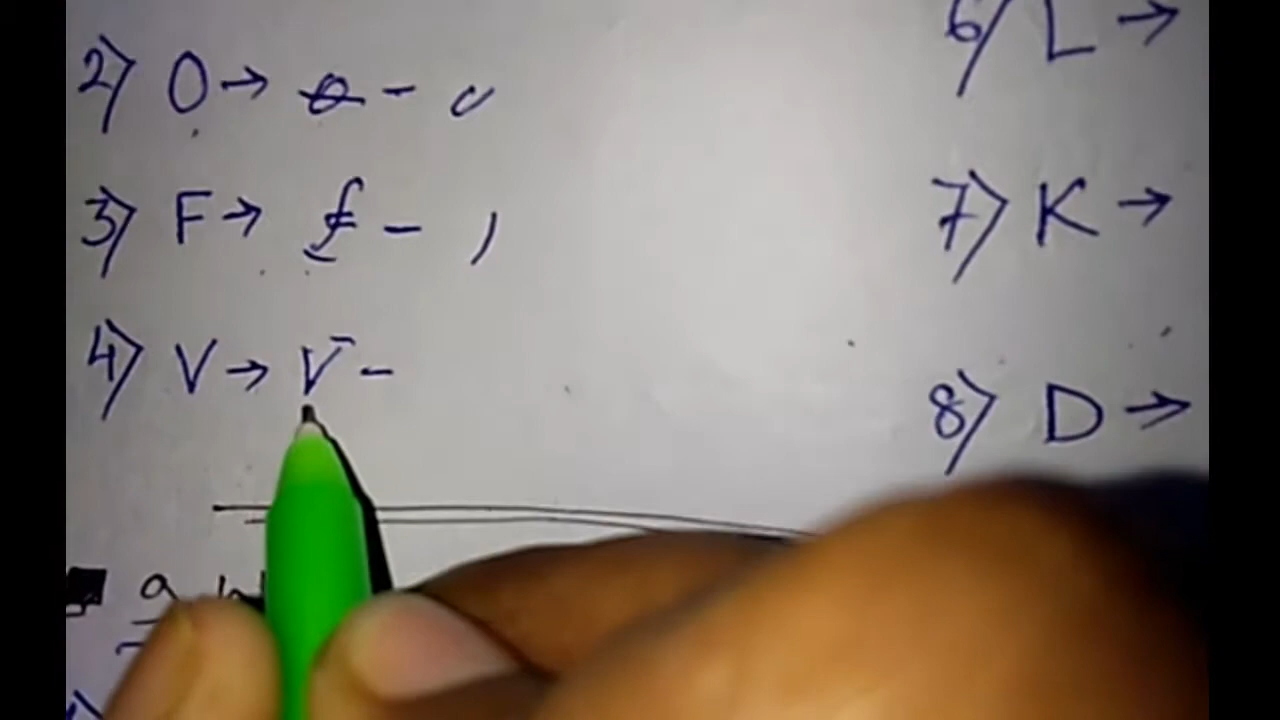 2) O →
3) F → f - )
4) V → V -
6) L →
7) K →
8) D →